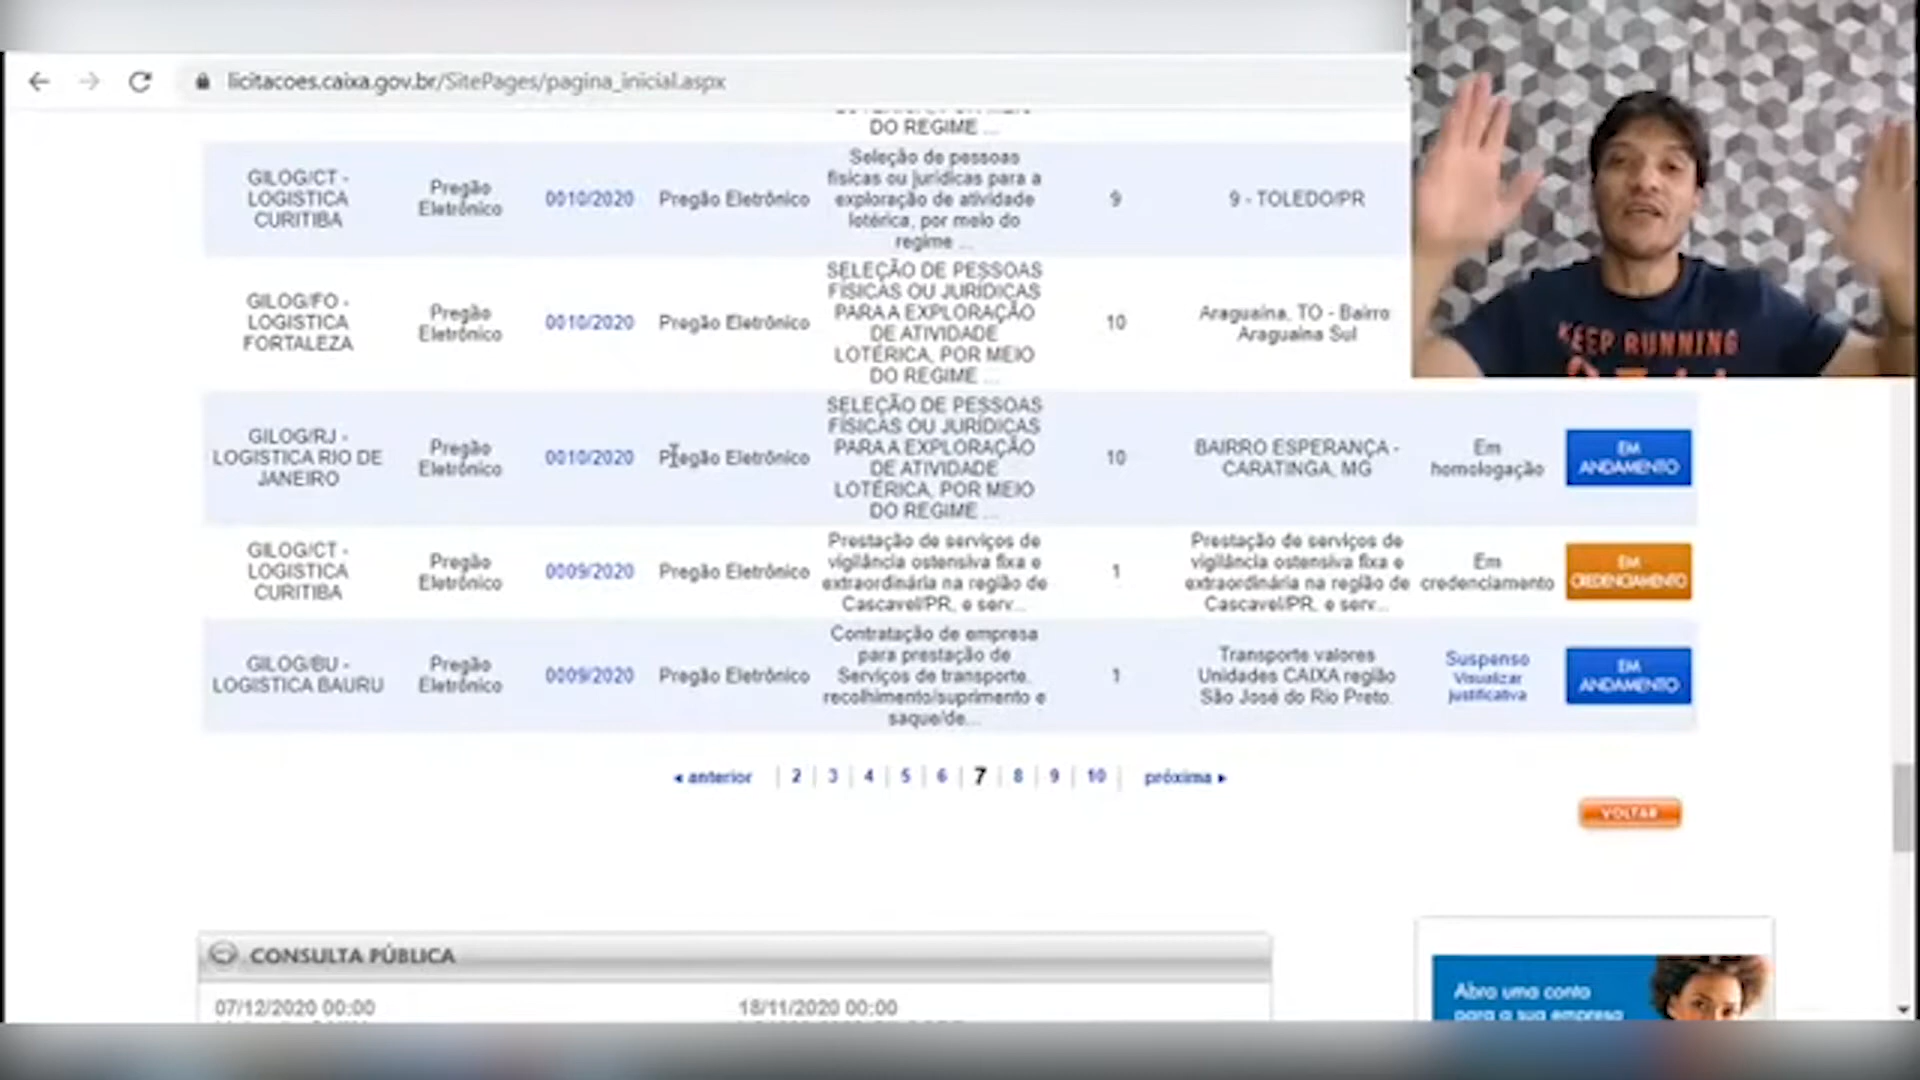 licitacoes.caixa.gov.br/SitePages/pagina_inicial.aspx
DO REGIME ...
GILOG/CT -
LOGISTICA
CURITIBA
Pregão
Eletrônico
0010/2020
Pregão Eletrônico
Seleção de pessoas
físicas ou jurídicas para a
exploração de atividade
lotérica, por meio do
regime ...
9
9 - TOLEDO/PR
GILOG/FO -
LOGISTICA
FORTALEZA
Pregão
Eletrônico
0010/2020
Pregão Eletrônico
SELEÇÃO DE PESSOAS
FÍSICAS OU JURÍDICAS
PARA A EXPLORAÇÃO
DE ATIVIDADE
LOTÉRICA, POR MEIO
DO REGIME ...
10
Araguaina, TO - Bairro
Araguaina Sul
GILOG/RJ -
LOGISTICA RIO DE
JANEIRO
Pregão
Eletrônico
0010/2020
Pregão Eletrônico
SELEÇÃO DE PESSOAS
FÍSICAS OU JURÍDICAS
PARA A EXPLORAÇÃO
DE ATIVIDADE
LOTÉRICA, POR MEIO
DO REGIME ...
10
BAIRRO ESPERANÇA -
CARATINGA, MG
Em
homologação
EM
ANDAMENTO
GILOG/CT -
LOGISTICA
CURITIBA
Pregão
Eletrônico
0009/2020
Pregão Eletrônico
Prestação de serviços de
vigilância ostensiva fixa e
extraordinária na região de
Cascavel/PR, e serv...
1
Prestação de serviços de
vigilância ostensiva fixa e
extraordinária na região de
Cascavel/PR, e serv...
Em
credenciamento
EM
CREDENCIAMENTO
GILOG/BU -
LOGISTICA BAURU
Pregão
Eletrônico
0009/2020
Pregão Eletrônico
Contratação de empresa
para prestação de
Serviços de transporte,
recolhimento/suprimento e
saque/de...
1
Transporte valores
Unidades CAIXA região
São José do Rio Preto.
Suspenso
Visualizar
justificativa
EM
ANDAMENTO
anterior | 2 | 3 | 4 | 5 | 6 | 7 | 8 | 9 | 10 | próxima
VOLTAR
CONSULTA PÚBLICA
07/12/2020 00:00
18/11/2020 00:00
Abra uma conta
para a sua empresa
KEEP RUNNING